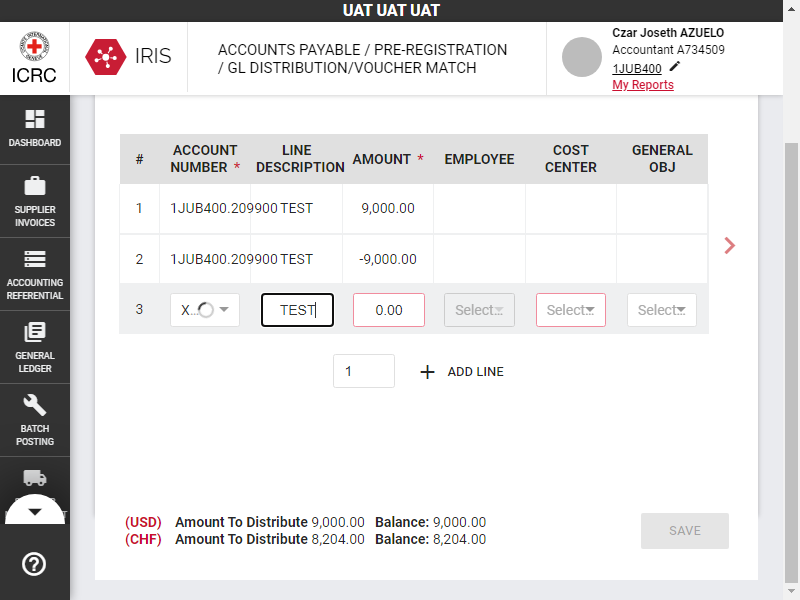 UAT UAT UAT
ICRC
IRIS
ACCOUNTS PAYABLE / PRE-REGISTRATION
/ GL DISTRIBUTION/VOUCHER MATCH
Czar Joseth AZUELO
Accountant A734509
1JUB400
My Reports
DASHBOARD
SUPPLIER
INVOICES
ACCOUNTING
REFERENTIAL
GENERAL
LEDGER
BATCH
POSTING
# ACCOUNT NUMBER * LINE DESCRIPTION AMOUNT * EMPLOYEE COST CENTER GENERAL OBJ
1 1JUB400.209900 TEST 9,000.00
2 1JUB400.209900 TEST -9,000.00
3 X... TEST 0.00 Select... Select... Select...
1 + ADD LINE
(USD) Amount To Distribute 9,000.00 Balance: 9,000.00
(CHF) Amount To Distribute 8,204.00 Balance: 8,204.00
SAVE